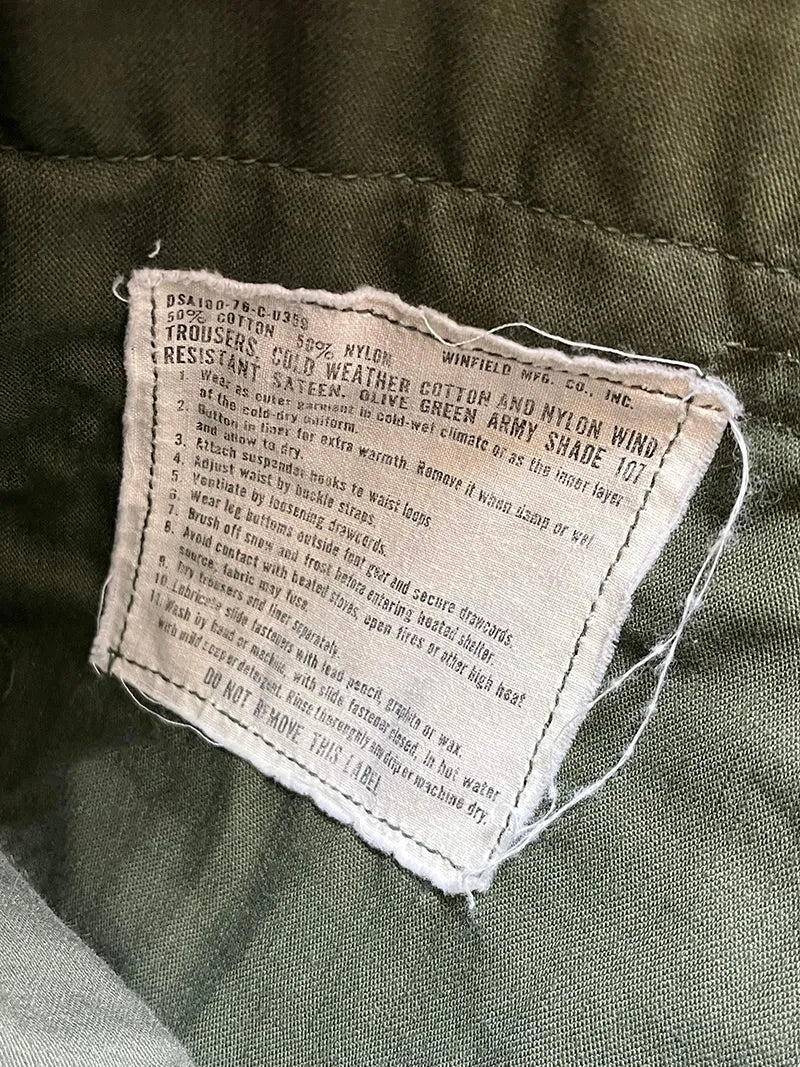 DSA100-76-C-0359
50% COTTON 50% NYLON WINFIELD MFG. CO., INC.
TROUSERS, COLD WEATHER COTTON AND NYLON WIND
RESISTANT SATEEN, OLIVE GREEN ARMY SHADE 107
1. Wear as outer garment in cold-wet climate or as the inner layer
of the cold-dry uniform.
2. Button in liner for extra warmth. Remove it when damp or wet
and allow to dry.
3. Attach suspender hooks to waist loops
4. Adjust waist by buckle straps.
5. Ventilate by loosening drawcords.
6. Wear leg bottoms outside foot gear and secure drawcords.
7. Brush off snow and frost before entering heated shelter.
8. Avoid contact with heated stoves, open fires or other high heat
source, fabric may fuse.
9. Dry trousers and liner separately.
10. Lubricate slide fasteners with lead pencil, graphite or wax.
11. Wash by hand or machine, with slide fastener closed, in hot water
with mild soap or detergent. Rinse thoroughly and drip or machine dry.
DO NOT REMOVE THIS LABEL